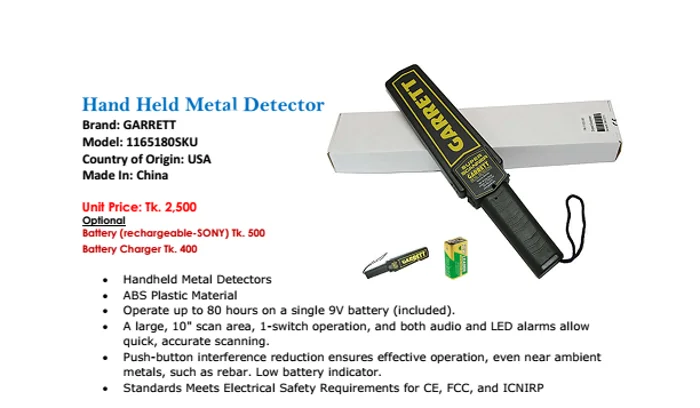 Hand Held Metal Detector
Brand: GARRETT
Model: 1165180SKU
Country of Origin: USA
Made In: China
Unit Price: Tk. 2,500
Optional
Battery (rechargeable-SONY) Tk. 500
Battery Charger Tk. 400
GARRETT
SUPER
SCANNER
GARRETT
GARRETT
• Handheld Metal Detectors
• ABS Plastic Material
• Operate up to 80 hours on a single 9V battery (included).
• A large, 10" scan area, 1-switch operation, and both audio and LED alarms allow
quick, accurate scanning.
• Push-button interference reduction ensures effective operation, even near ambient
metals, such as rebar. Low battery indicator.
• Standards Meets Electrical Safety Requirements for CE, FCC, and ICNIRP